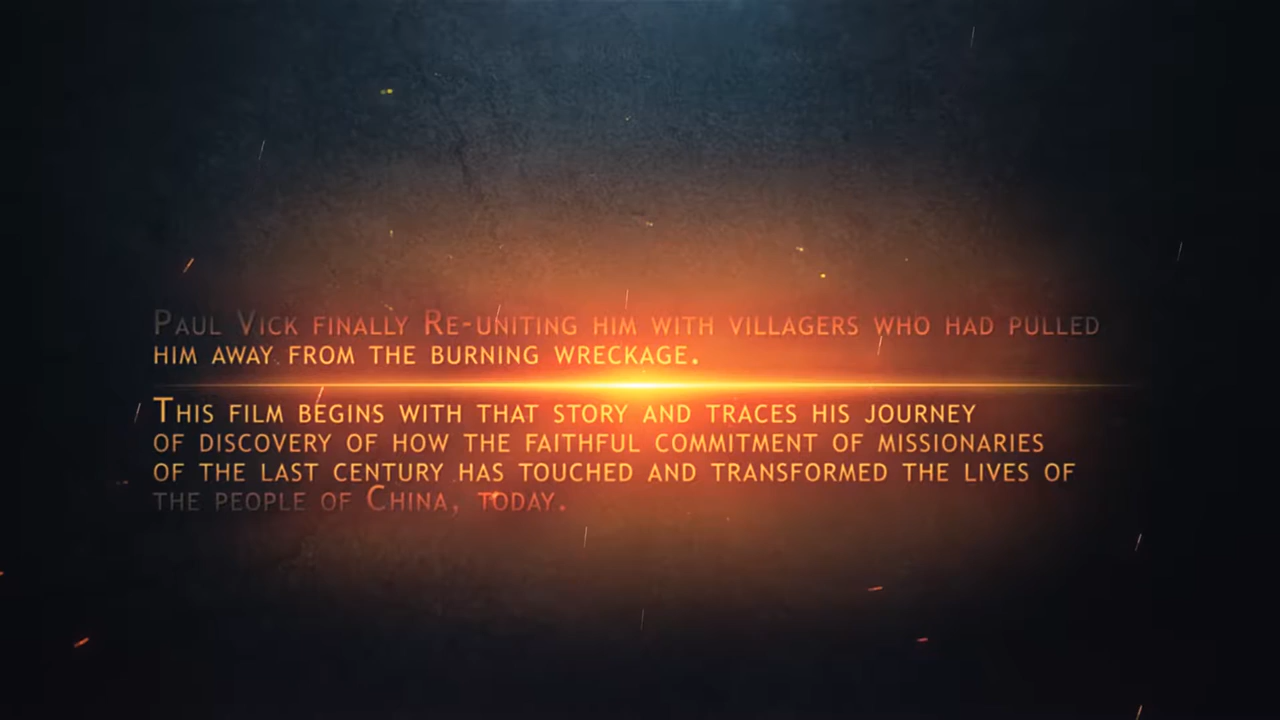 Paul Vick finally Re-uniting him with villagers who had pulled
him away from the burning wreckage.
This film begins with that story and traces his journey
of discovery of how the faithful commitment of missionaries
of the last century has touched and transformed the lives of
the people of China, today.